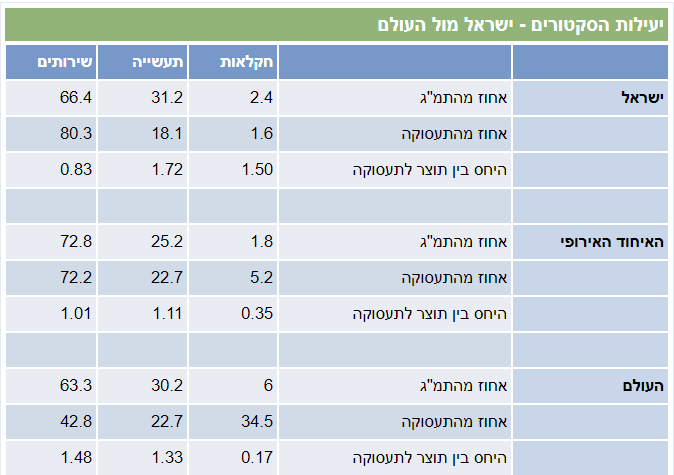 יעילות הסקטורים - ישראל מול העולם
חקלאות תעשייה שירותים
ישראל אחוז מהתמ"ג 2.4 31.2 66.4
אחוז מהתעסוקה 1.6 18.1 80.3
היחס בין תוצר לתעסוקה 1.50 1.72 0.83
האיחוד האירופי אחוז מהתמ"ג 1.8 25.2 72.8
אחוז מהתעסוקה 5.2 22.7 72.2
היחס בין תוצר לתעסוקה 0.35 1.11 1.01
העולם אחוז מהתמ"ג 6 30.2 63.3
אחוז מהתעסוקה 34.5 22.7 42.8
היחס בין תוצר לתעסוקה 0.17 1.33 1.48